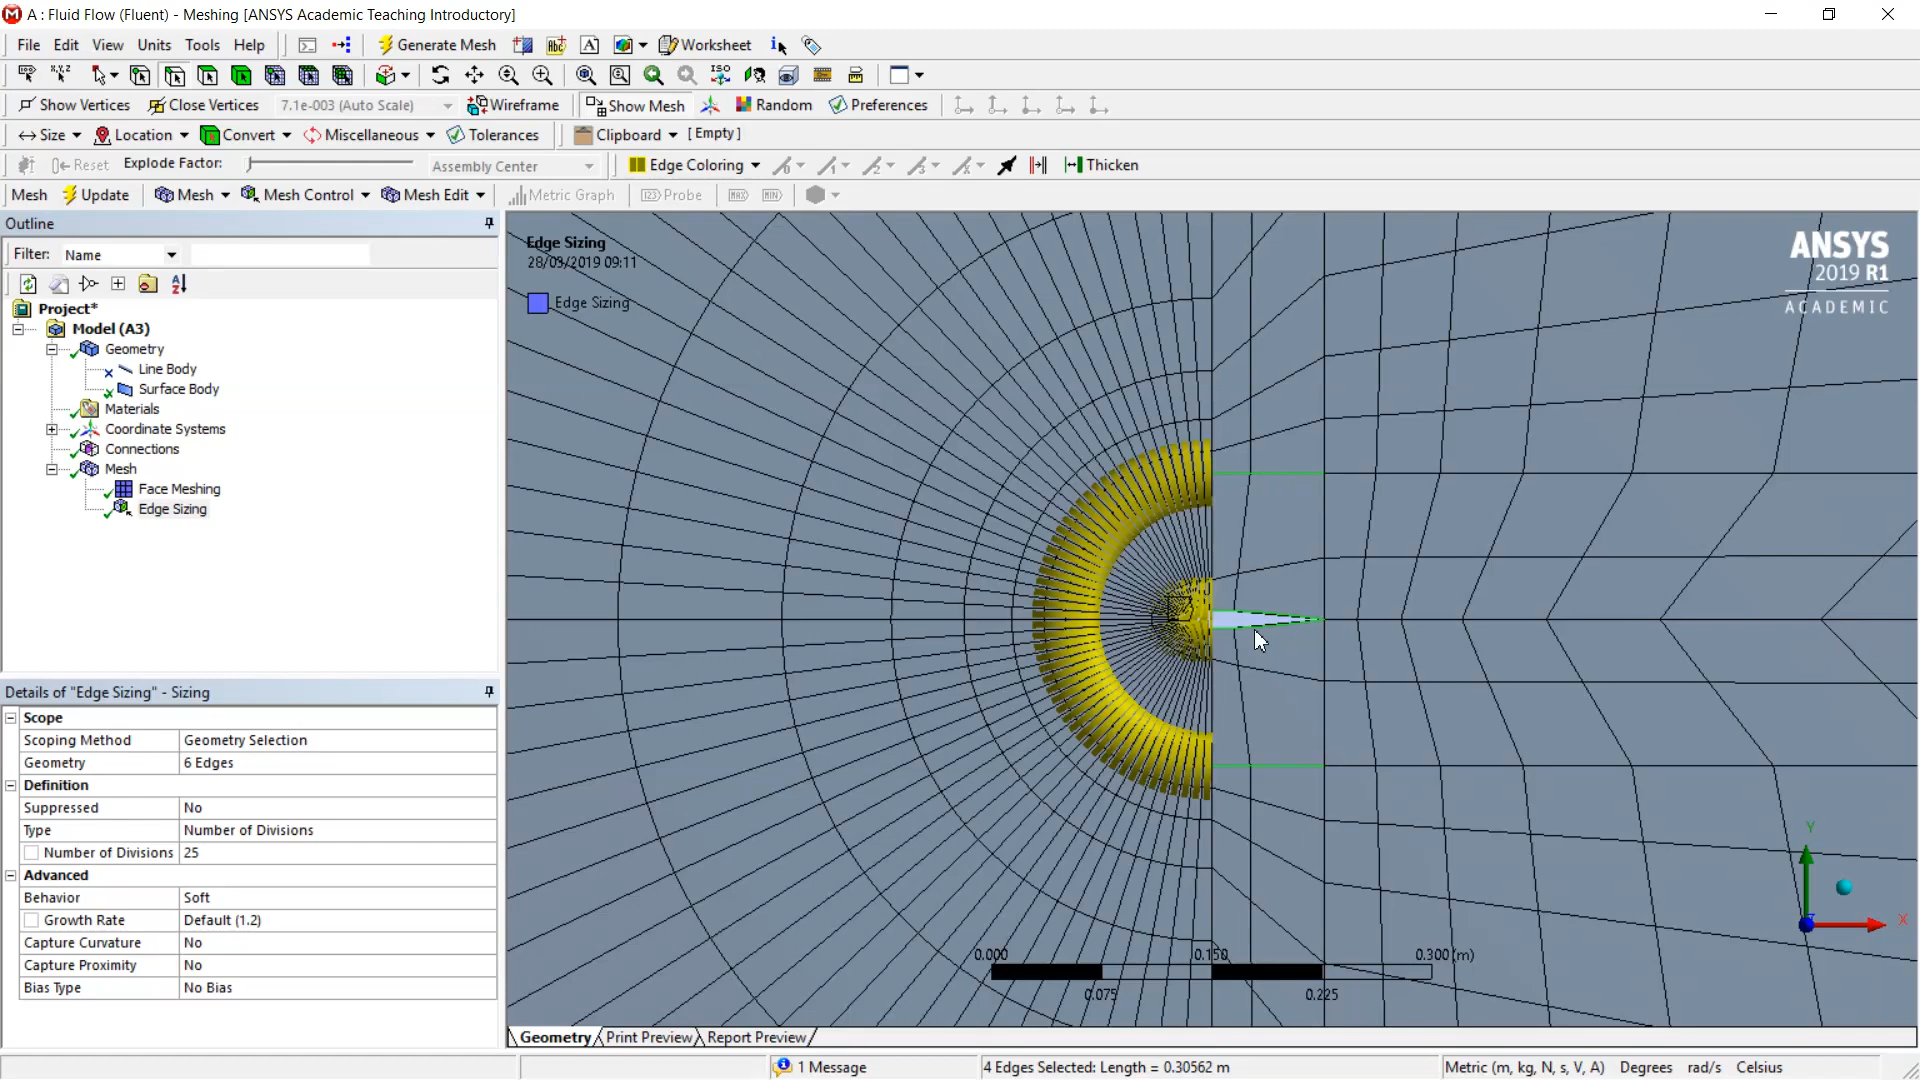 A : Fluid Flow (Fluent) - Meshing [ANSYS Academic Teaching Introductory]
File Edit View Units Tools Help Generate Mesh Worksheet
Show Vertices Close Vertices 7.1e-003 (Auto Scale) Wireframe Show Mesh Random Preferences
Size Location Convert Miscellaneous Tolerances Clipboard [ Empty ]
Reset Explode Factor: Assembly Center Edge Coloring Thicken
Mesh Update Mesh Mesh Control Mesh Edit Metric Graph Probe
Outline
Filter: Name
Project*
Model (A3)
Geometry
Line Body
Surface Body
Materials
Coordinate Systems
Connections
Mesh
Face Meshing
Edge Sizing
Details of "Edge Sizing" - Sizing
Scope
Scoping Method Geometry Selection
Geometry 6 Edges
Definition
Suppressed No
Type Number of Divisions
Number of Divisions 25
Advanced
Behavior Soft
Growth Rate Default (1.2)
Capture Curvature No
Capture Proximity No
Bias Type No Bias
Edge Sizing
28/03/2019 09:11
Edge Sizing
ANSYS
2019 R1
ACADEMIC
Y
X
0.000 0.150 0.300 (m)
0.075 0.225
Geometry Print Preview Report Preview
1 Message 4 Edges Selected: Length = 0.30562 m Metric (m, kg, N, s, V, A) Degrees rad/s Celsius